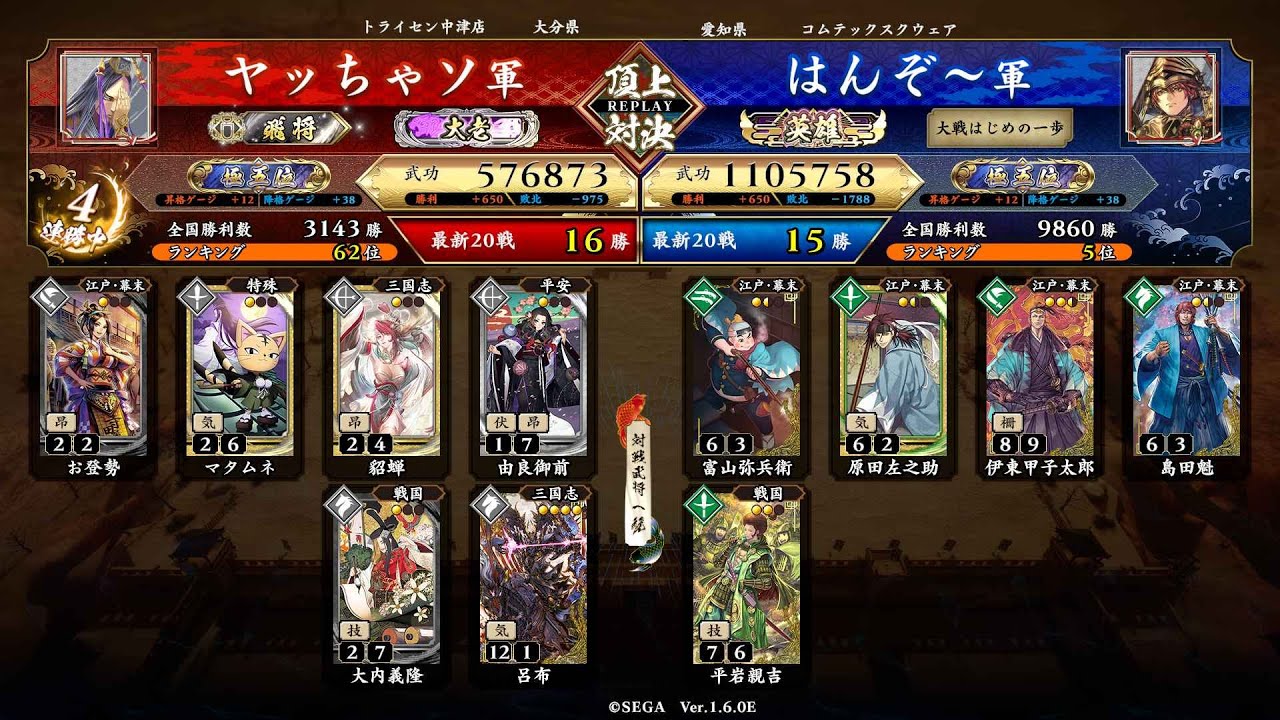 トライセン中津店 大分県
愛知県 コムテックスクウェア
ヤッちゃソ軍
頂上
REPLAY
対決
はんぞ〜軍
飛将
大老
英雄
大戦はじめの一歩
4
連勝中
極王位
昇格ゲージ +12 降格ゲージ +38
武功 576873
勝利 +650 敗北 -975
武功 1105758
勝利 +650 敗北 -1788
極王位
昇格ゲージ +12 降格ゲージ +38
全国勝利数 3143勝
ランキング 62位
最新20戦 16勝
最新20戦 15勝
全国勝利数 9860勝
ランキング 5位
江戸・幕末
昴
2 2
お登勢
特殊
気
2 6
マタムネ
三国志
昴
2 4
貂蝉
平安
伏 昴
1 7
由良御前
対戦武将一覧
江戸・幕末
6 3
富山弥兵衛
江戸・幕末
気
6 2
原田左之助
江戸・幕末
柵
8 9
伊東甲子太郎
江戸・幕末
6 3
島田魁
戦国
技
2 7
大内義隆
三国志
気
12 1
呂布
戦国
技
7 6
平岩親吉
©SEGA Ver.1.6.0E